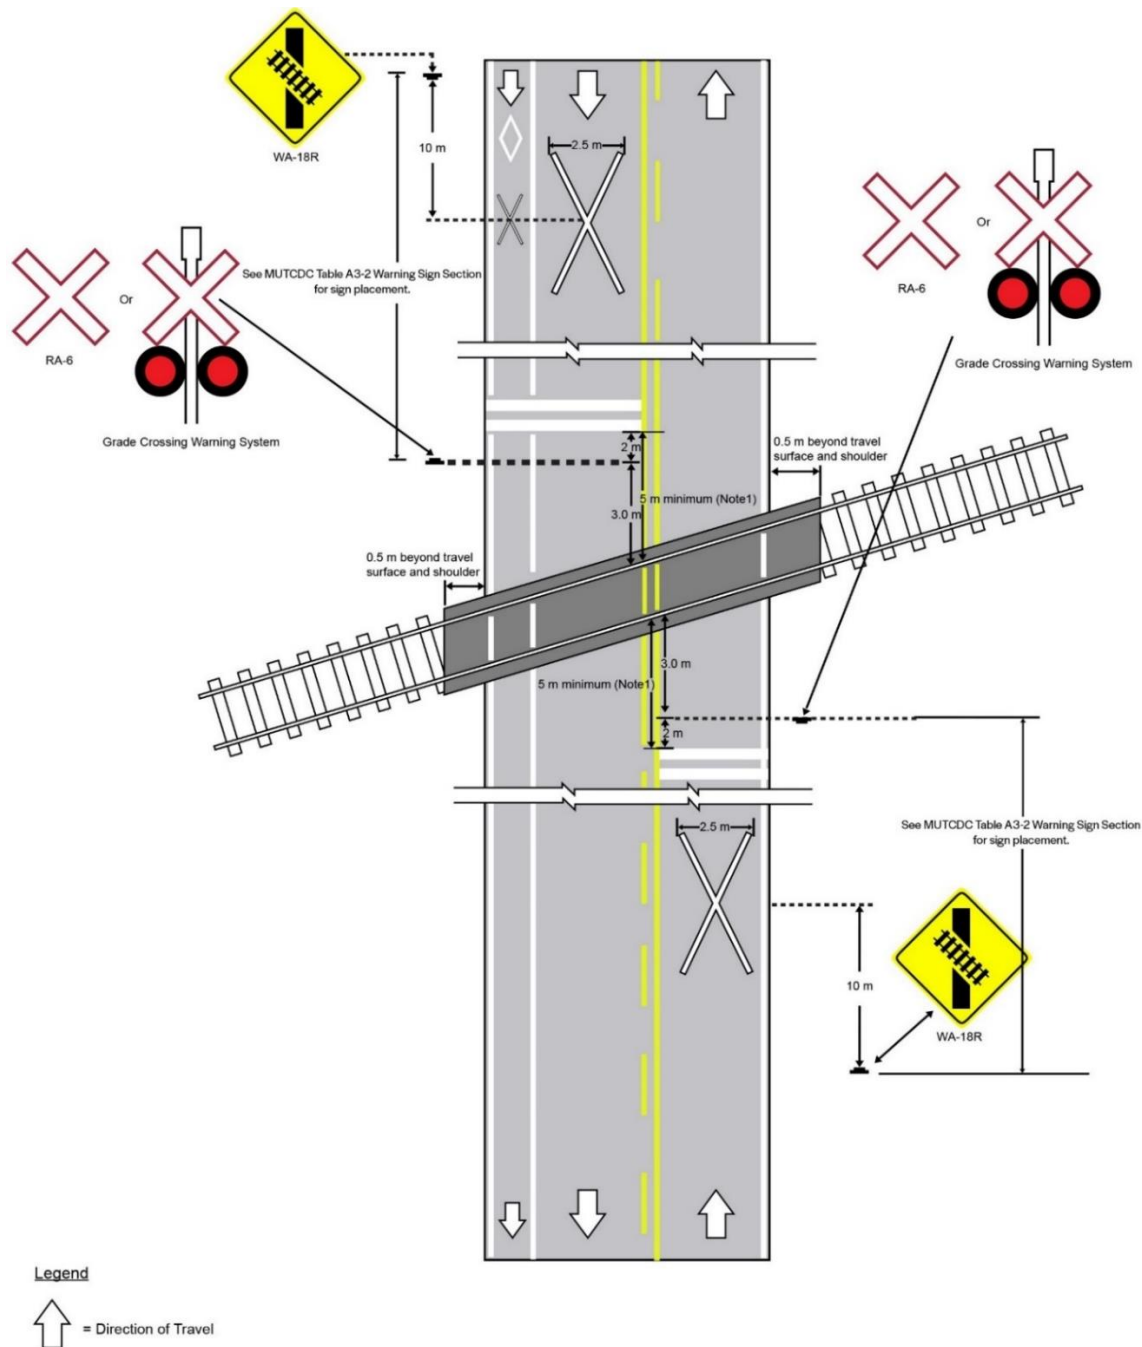 WA-18R
10 m
2.5 m
RA-6
Or
Grade Crossing Warning System
See MUTCDC Table A3-2 Warning Sign Section
for sign placement.
RA-6
Or
Grade Crossing Warning System
2 m
3.0 m
5 m minimum (Note1)
0.5 m beyond travel
surface and shoulder
0.5 m beyond travel
surface and shoulder
3.0 m
5 m minimum (Note1)
2 m
2.5 m
See MUTCDC Table A3-2 Warning Sign Section
for sign placement.
10 m
WA-18R
Legend
= Direction of Travel